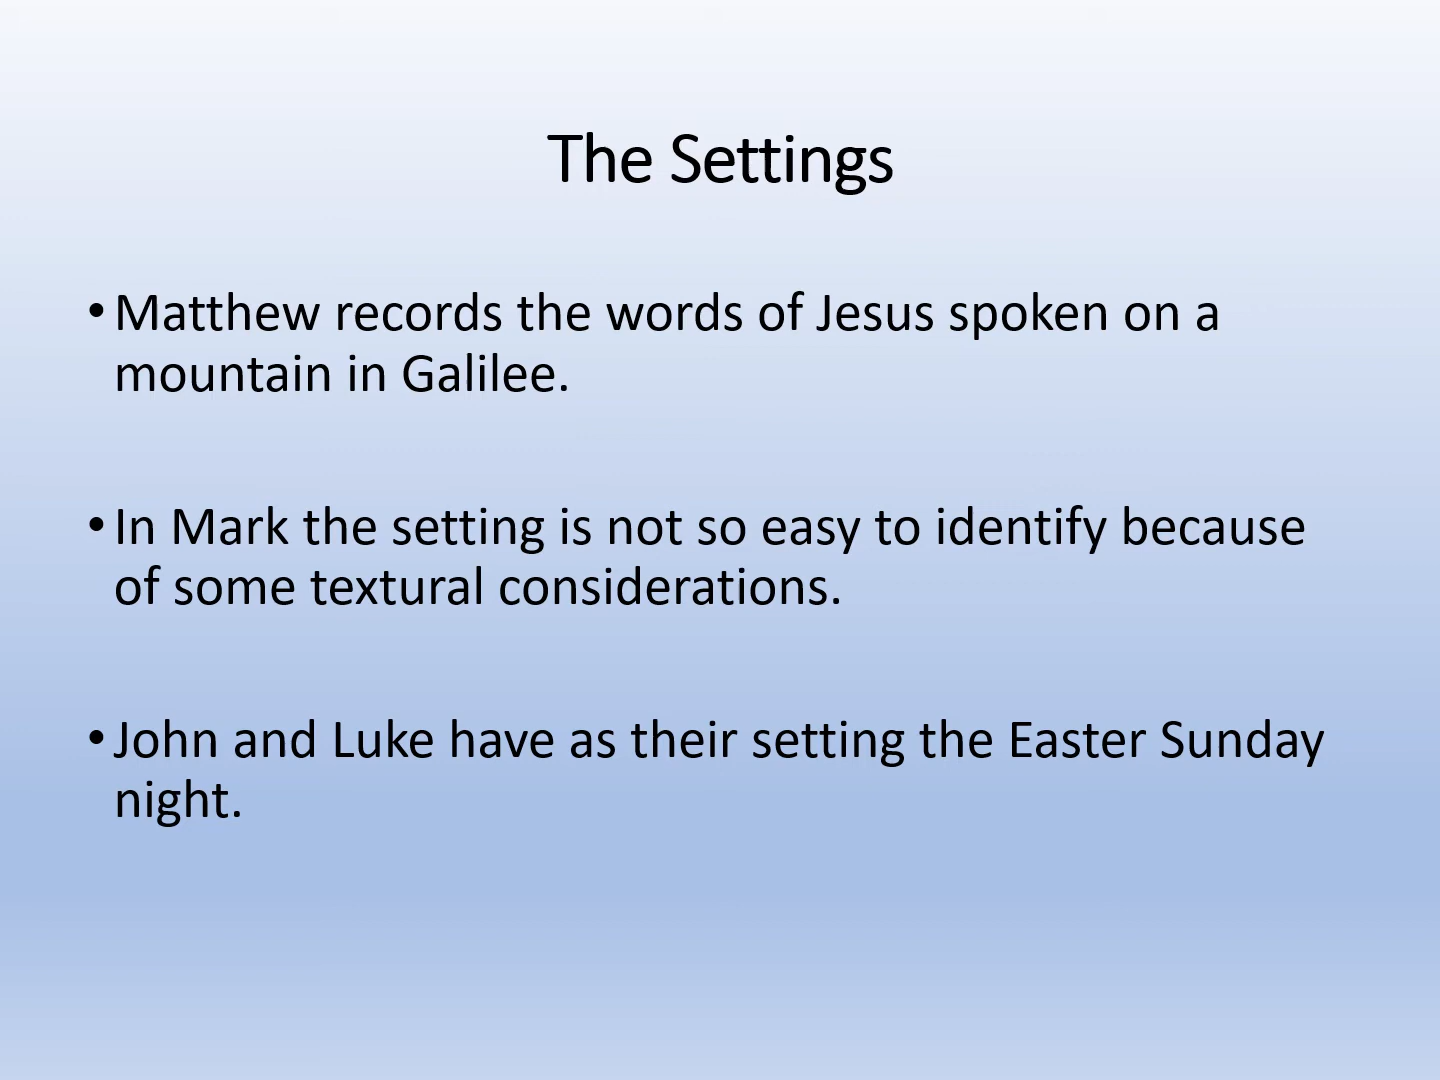 The Settings
• Matthew records the words of Jesus spoken on a
mountain in Galilee.
• In Mark the setting is not so easy to identify because
of some textural considerations.
• John and Luke have as their setting the Easter Sunday
night.